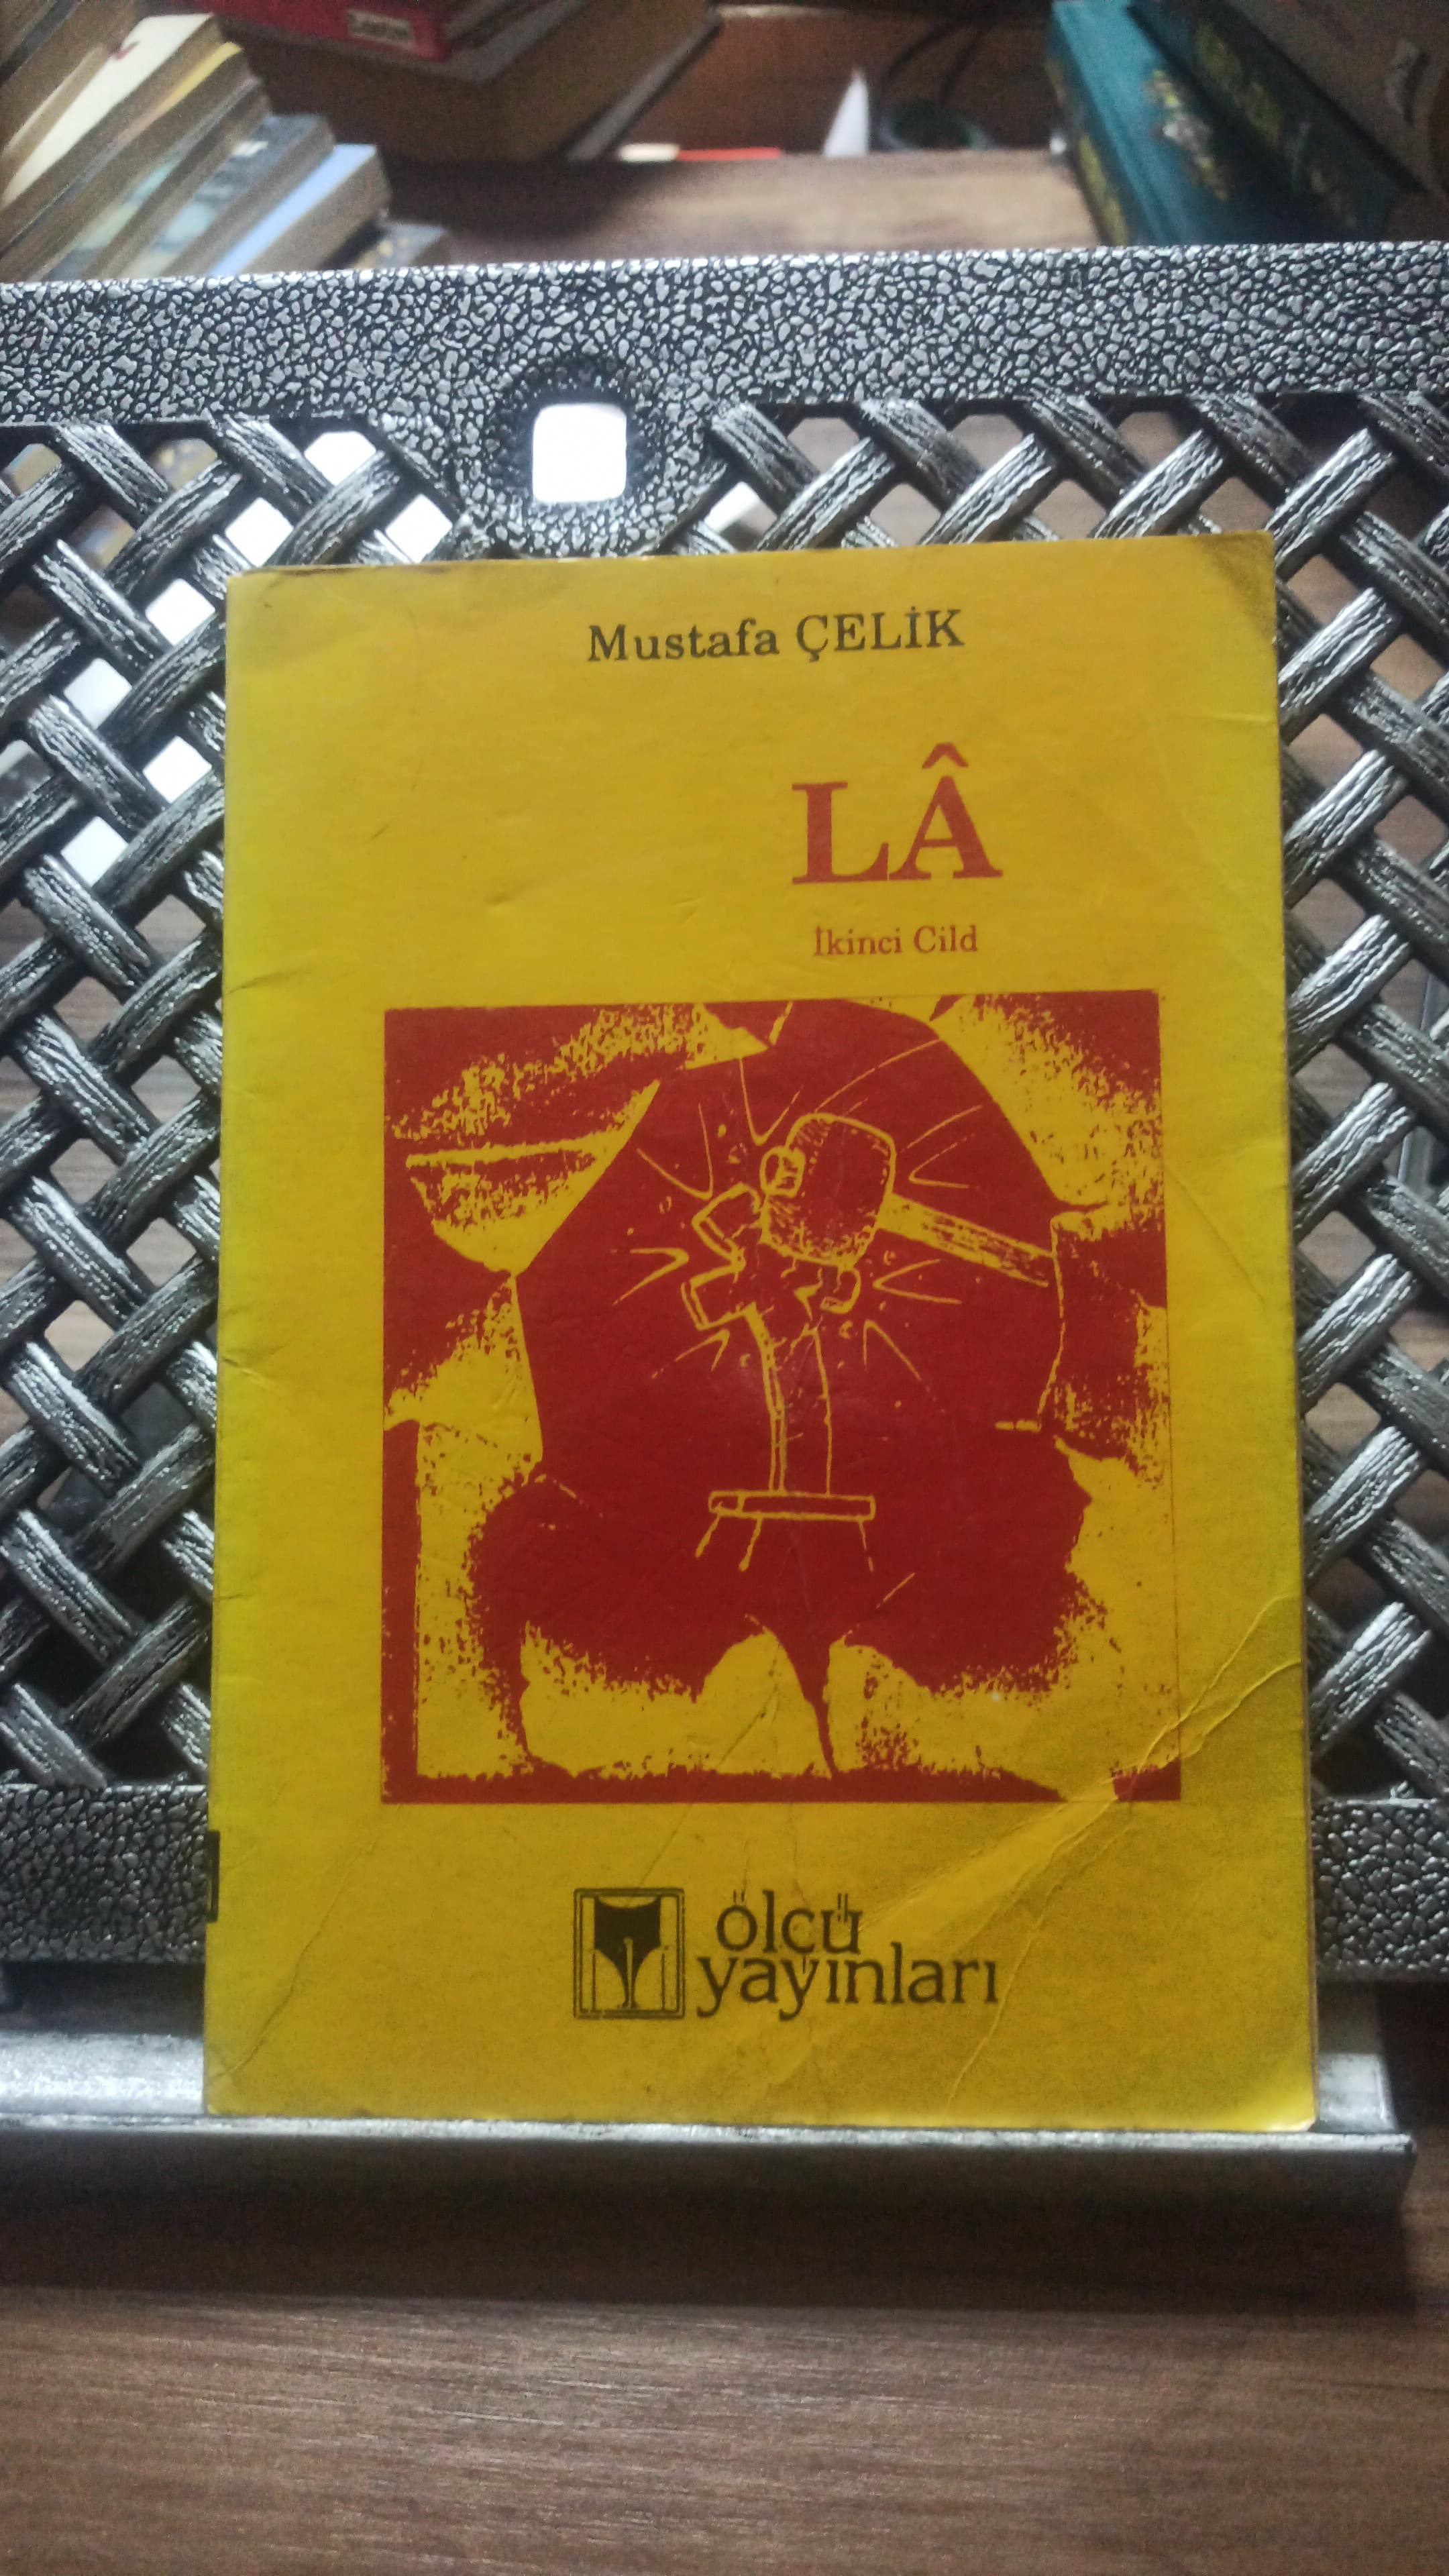 Mustafa ÇELİK
LÂ
İkinci Cild
ölçü
yayınları